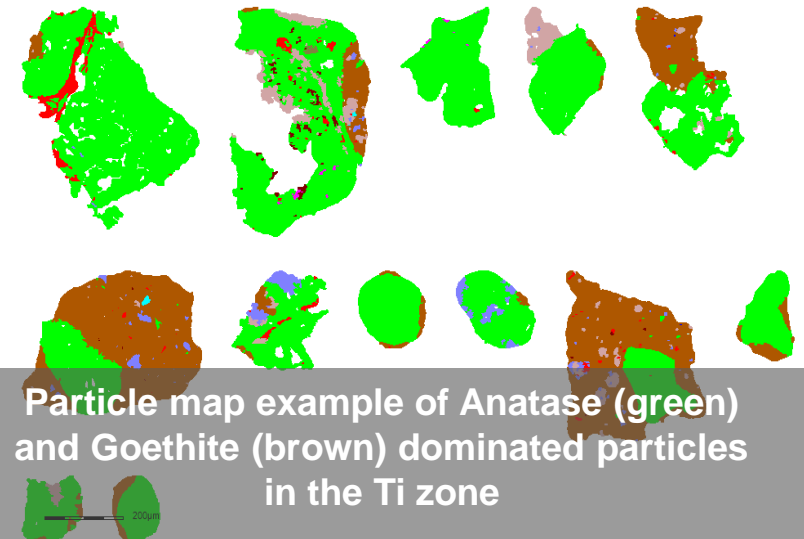 Particle map example of Anatase (green)
and Goethite (brown) dominated particles
in the Ti zone
200µm